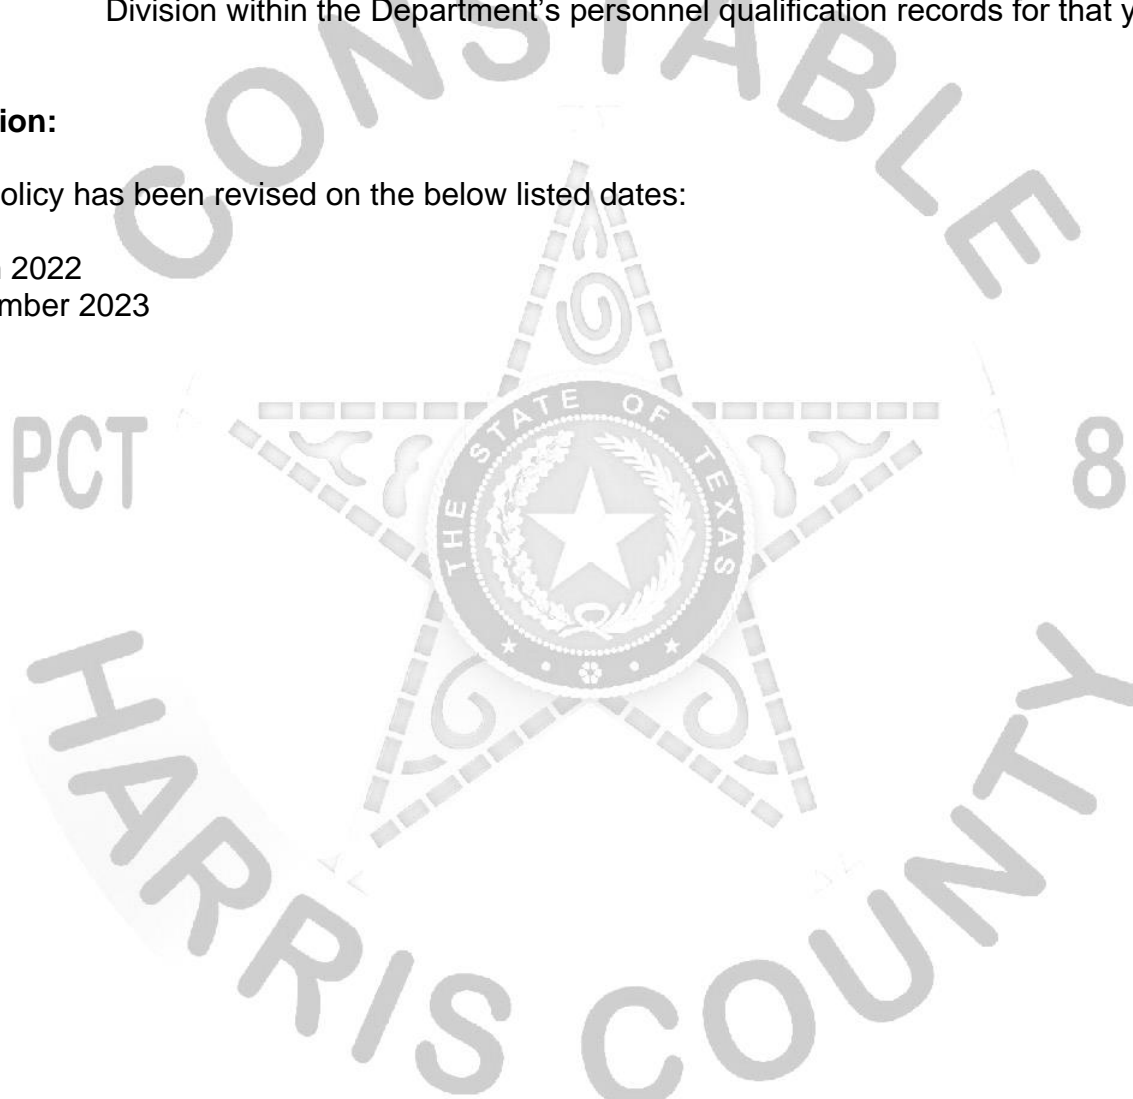 Division within the Department's personnel qualification records for that y
ion:
olicy has been revised on the below listed dates:
2022
mber 2023
CONSTABLE
PCT
8
THE STATE OF TEXAS
HARRIS COUNTY